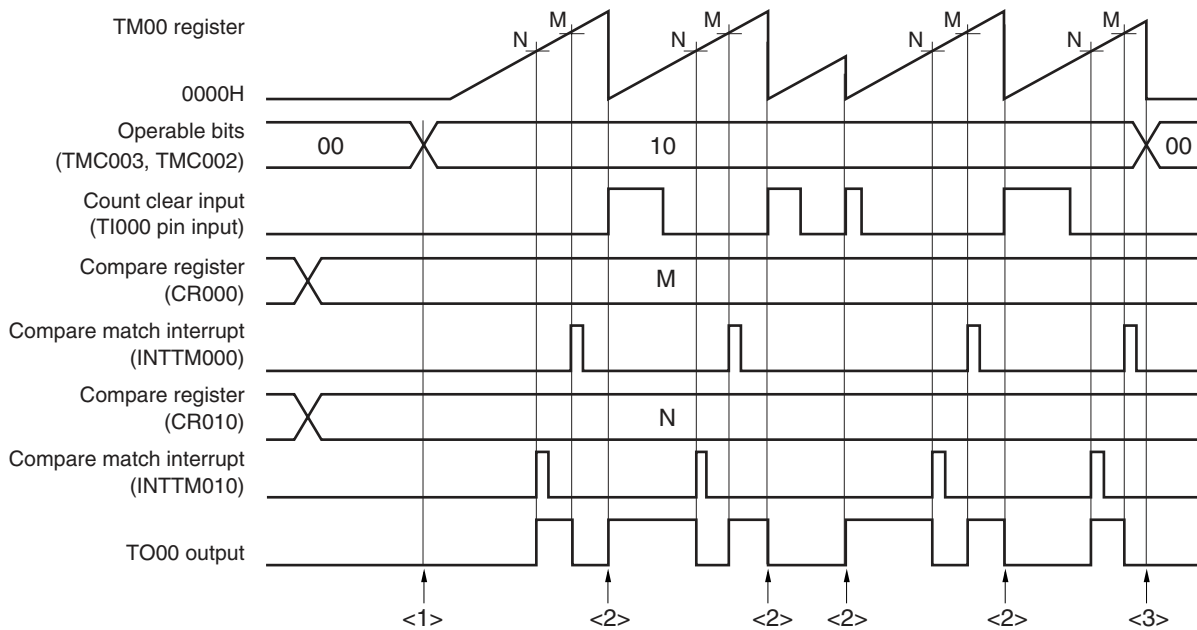 TM00 register
0000H
N M N M N M N M
Operable bits
(TMC003, TMC002)
00 10 00
Count clear input
(TI000 pin input)
Compare register
(CR000)
M
Compare match interrupt
(INTTM000)
Compare register
(CR010)
N
Compare match interrupt
(INTTM010)
TO00 output
<1> <2> <2> <2> <2> <3>